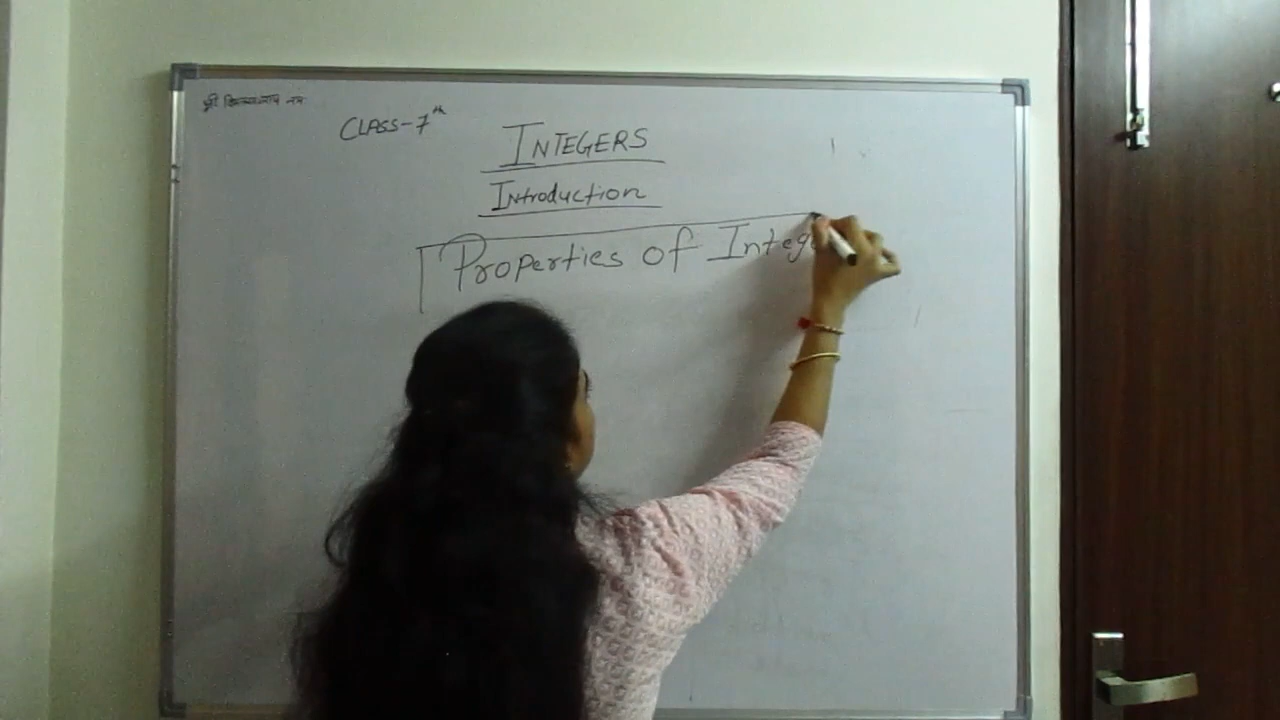 CLASS-7th
INTEGERS
Introduction
Properties of Integ